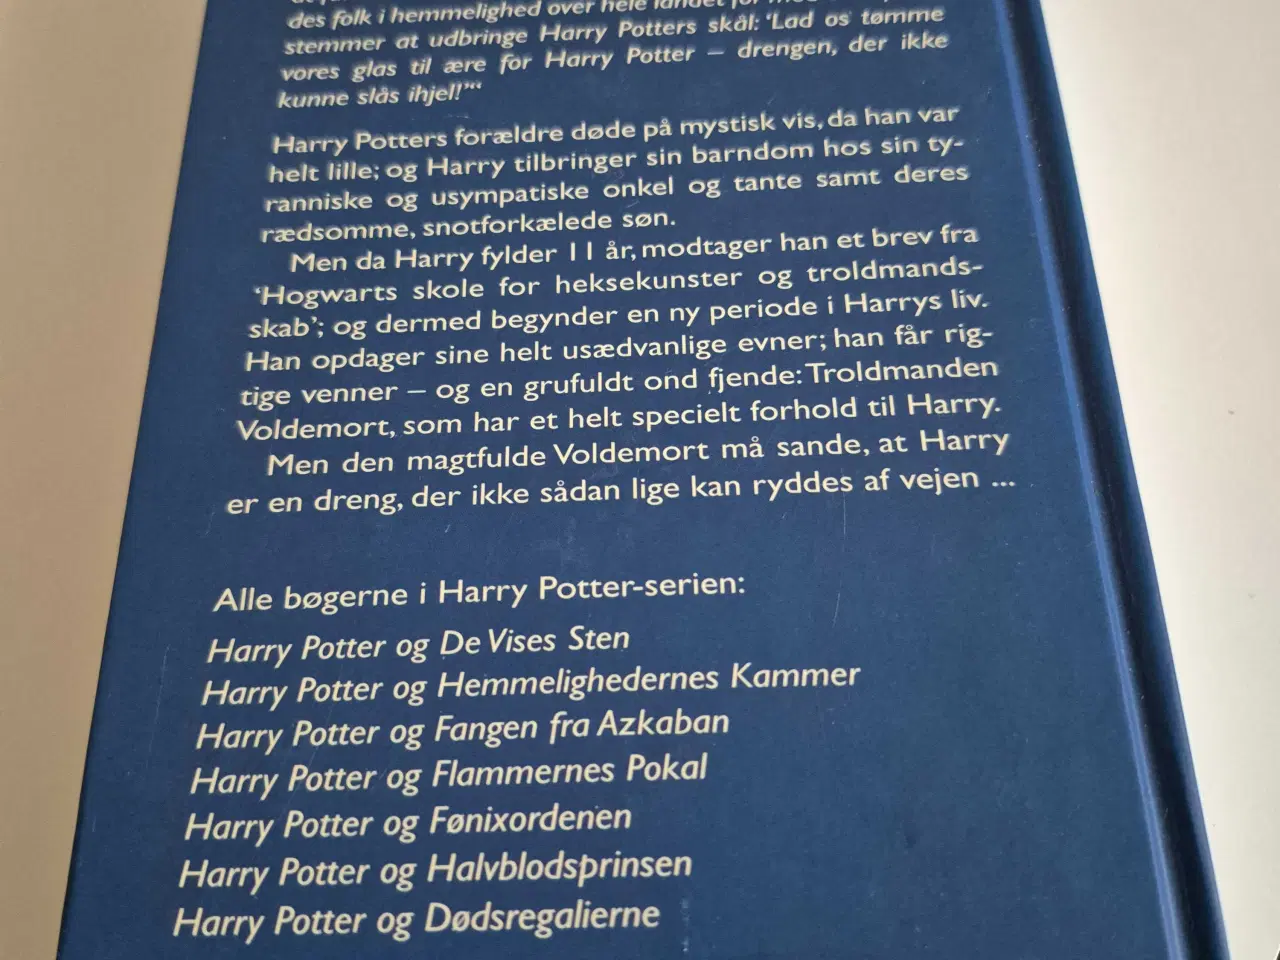 des folk i hemmelighed over hele landet for med
stemmer at udbringe Harry Potters skål: ‘Lad os tømme
vores glas til ære for Harry Potter – drengen, der ikke
kunne slås ihjel!’“
Harry Potters forældre døde på mystisk vis, da han var
helt lille; og Harry tilbringer sin barndom hos sin ty-
ranniske og usympatiske onkel og tante samt deres
rædsomme, snotforkælede søn.
Men da Harry fylder 11 år, modtager han et brev fra
‘Hogwarts skole for heksekunster og troldmands-
skab’; og dermed begynder en ny periode i Harrys liv.
Han opdager sine helt usædvanlige evner; han får rig-
tige venner – og en grufuldt ond fjende: Troldmanden
Voldemort, som har et helt specielt forhold til Harry.
Men den magtfulde Voldemort må sande, at Harry
er en dreng, der ikke sådan lige kan ryddes af vejen ...
Alle bøgerne i Harry Potter-serien:
Harry Potter og De Vises Sten
Harry Potter og Hemmelighedernes Kammer
Harry Potter og Fangen fra Azkaban
Harry Potter og Flammernes Pokal
Harry Potter og Fønixordenen
Harry Potter og Halvblodsprinsen
Harry Potter og Dødsregalierne